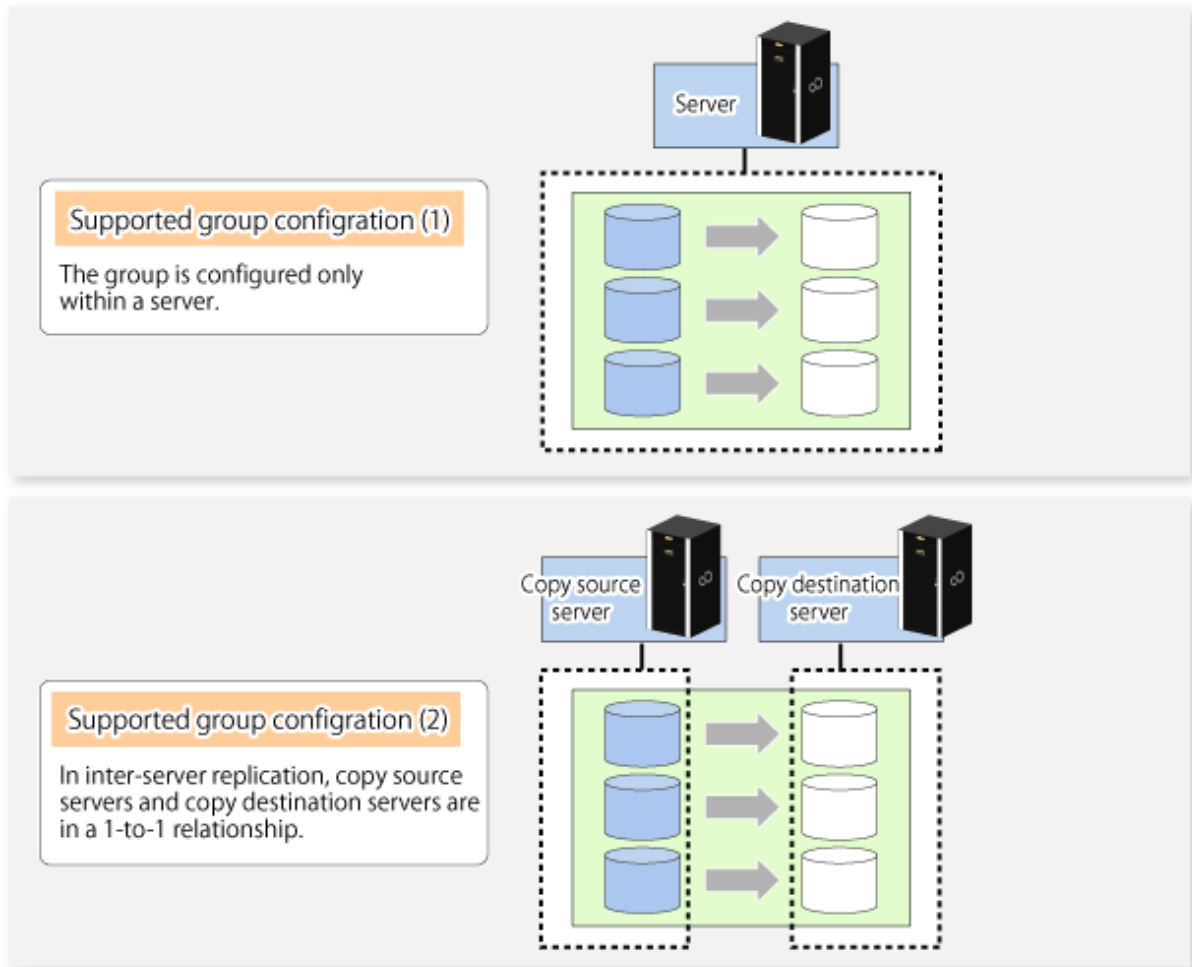 Server
Supported group configration (1)
The group is configured only
within a server.
Copy source
server
Copy destination
server
Supported group configration (2)
In inter-server replication, copy source
servers and copy destination servers are
in a 1-to-1 relationship.